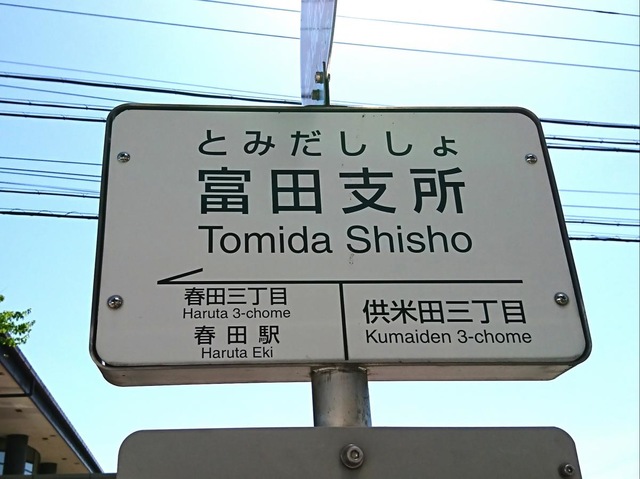 とみだししょ
富田支所
Tomida Shisho
春田三丁目
Haruta 3-chome
春田駅
Haruta Eki
供米田三丁目
Kumaiden 3-chome